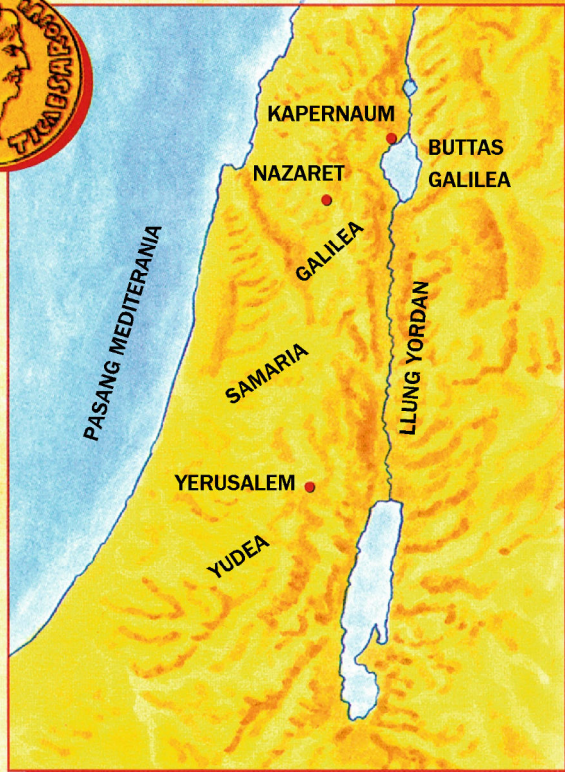 KAPERNAUM
BUTTAS
GALILEA
NAZARET
GALILEA
PASANG MEDITERANIA
LLUNG YORDAN
SAMARIA
YERUSALEM
YUDEA